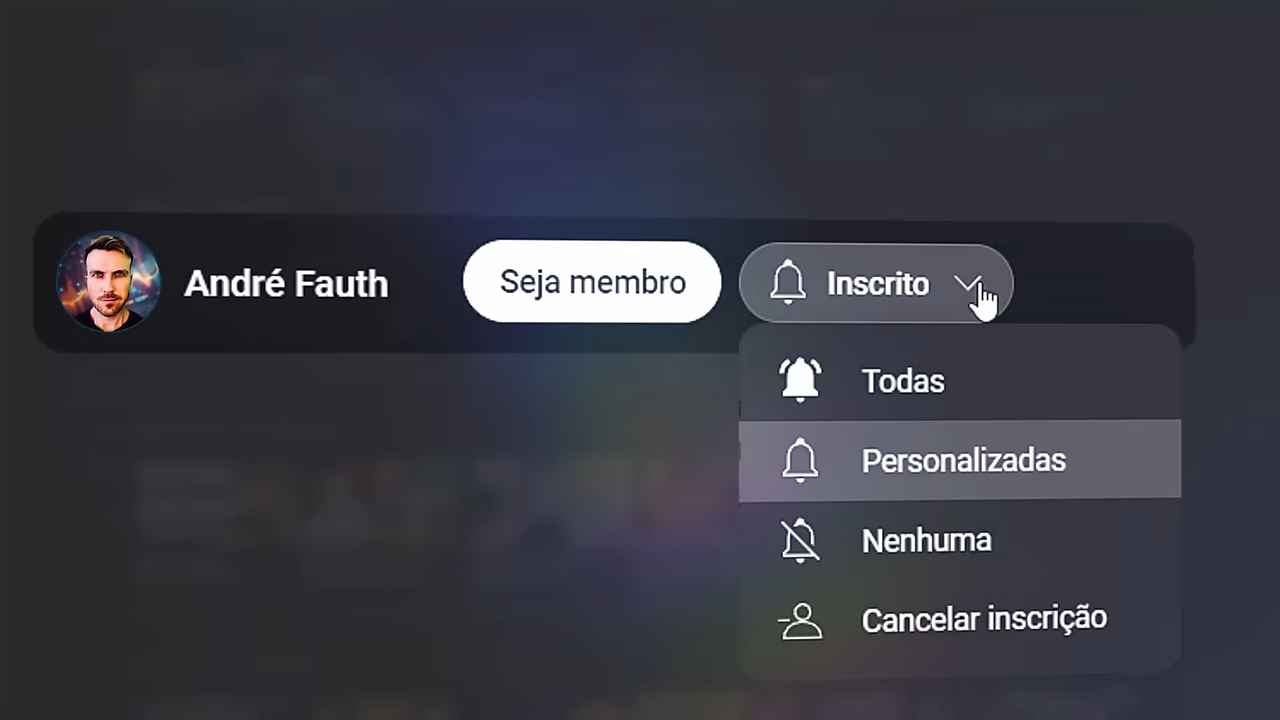 André Fauth
Seja membro
Inscrito
Todas
Personalizadas
Nenhuma
Cancelar inscrição